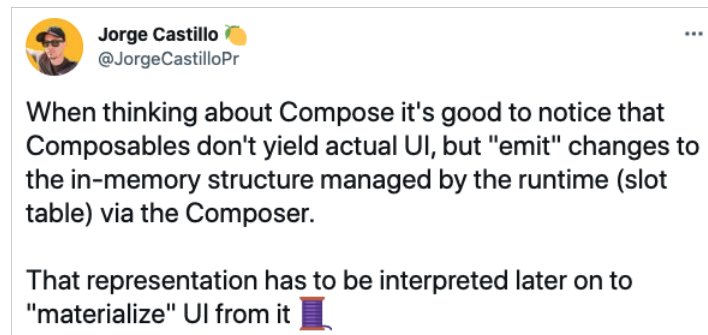 Jorge Castillo 🍋
@JorgeCastilloPr
When thinking about Compose it's good to notice that
Composables don't yield actual UI, but "emit" changes to
the in-memory structure managed by the runtime (slot
table) via the Composer.
That representation has to be interpreted later on to
"materialize" UI from it 🧵